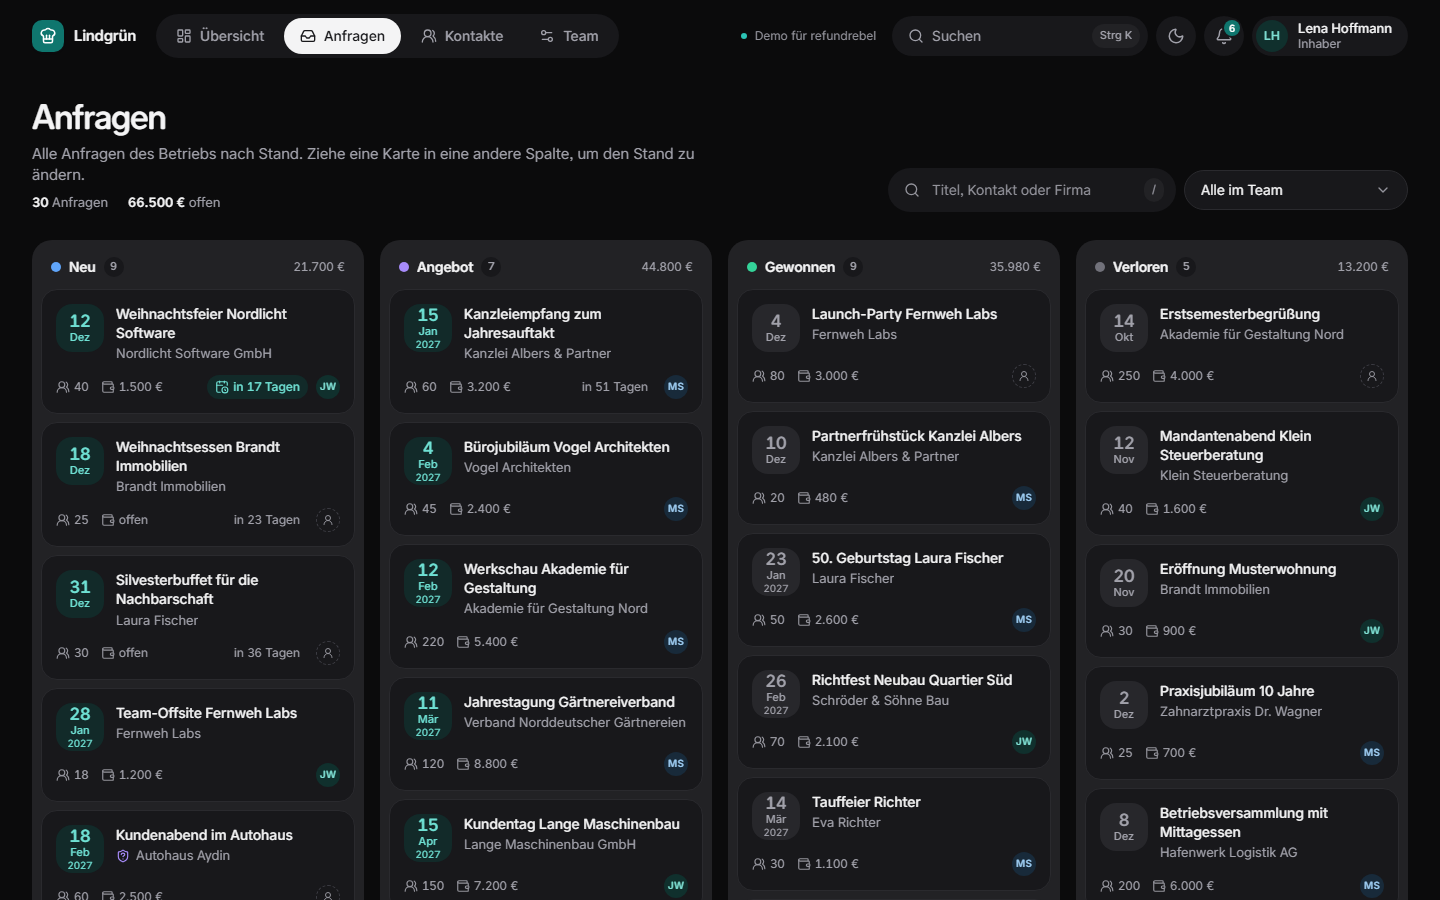 Lindgrün
Übersicht
Anfragen
Kontakte
Team
Demo für refundrebel
Suchen
Strg K
6
LH
Lena Hoffmann
Inhaber
Anfragen
Alle Anfragen des Betriebs nach Stand. Ziehe eine Karte in eine andere Spalte, um den Stand zu
ändern.
30 Anfragen 66.500 € offen
Titel, Kontakt oder Firma
/
Alle im Team
Neu 9 21.700 €
12 Dez
Weihnachtsfeier Nordlicht
Software
Nordlicht Software GmbH
40 1.500 € in 17 Tagen JW
18 Dez
Weihnachtsessen Brandt
Immobilien
Brandt Immobilien
25 offen in 23 Tagen
31 Dez
Silvesterbuffet für die
Nachbarschaft
Laura Fischer
30 offen in 36 Tagen
28 Jan 2027
Team-Offsite Fernweh Labs
Fernweh Labs
18 1.200 € JW
18 Feb 2027
Kundenabend im Autohaus
Autohaus Aydin
60 2.500 €
Angebot 7 44.800 €
15 Jan 2027
Kanzleiempfang zum
Jahresauftakt
Kanzlei Albers & Partner
60 3.200 € in 51 Tagen MS
4 Feb 2027
Bürojubiläum Vogel Architekten
Vogel Architekten
45 2.400 € MS
12 Feb 2027
Werkschau Akademie für
Gestaltung
Akademie für Gestaltung Nord
220 5.400 € MS
11 Mär 2027
Jahrestagung Gärtnereiverband
Verband Norddeutscher Gärtnereien
120 8.800 € MS
15 Apr 2027
Kundentag Lange Maschinenbau
Lange Maschinenbau GmbH
150 7.200 € JW
Gewonnen 9 35.980 €
4 Dez
Launch-Party Fernweh Labs
Fernweh Labs
80 3.000 €
10 Dez
Partnerfrühstück Kanzlei Albers
Kanzlei Albers & Partner
20 480 € MS
23 Jan 2027
50. Geburtstag Laura Fischer
Laura Fischer
50 2.600 € MS
26 Feb 2027
Richtfest Neubau Quartier Süd
Schröder & Söhne Bau
70 2.100 € JW
14 Mär 2027
Tauffeier Richter
Eva Richter
30 1.100 € MS
Verloren 5 13.200 €
14 Okt
Erstsemesterbegrüßung
Akademie für Gestaltung Nord
250 4.000 €
12 Nov
Mandantenabend Klein
Steuerberatung
Klein Steuerberatung
40 1.600 € JW
20 Nov
Eröffnung Musterwohnung
Brandt Immobilien
30 900 € JW
2 Dez
Praxisjubiläum 10 Jahre
Zahnarztpraxis Dr. Wagner
25 700 € MS
8 Dez
Betriebsversammlung mit
Mittagessen
Hafenwerk Logistik AG
200 6.000 € MS